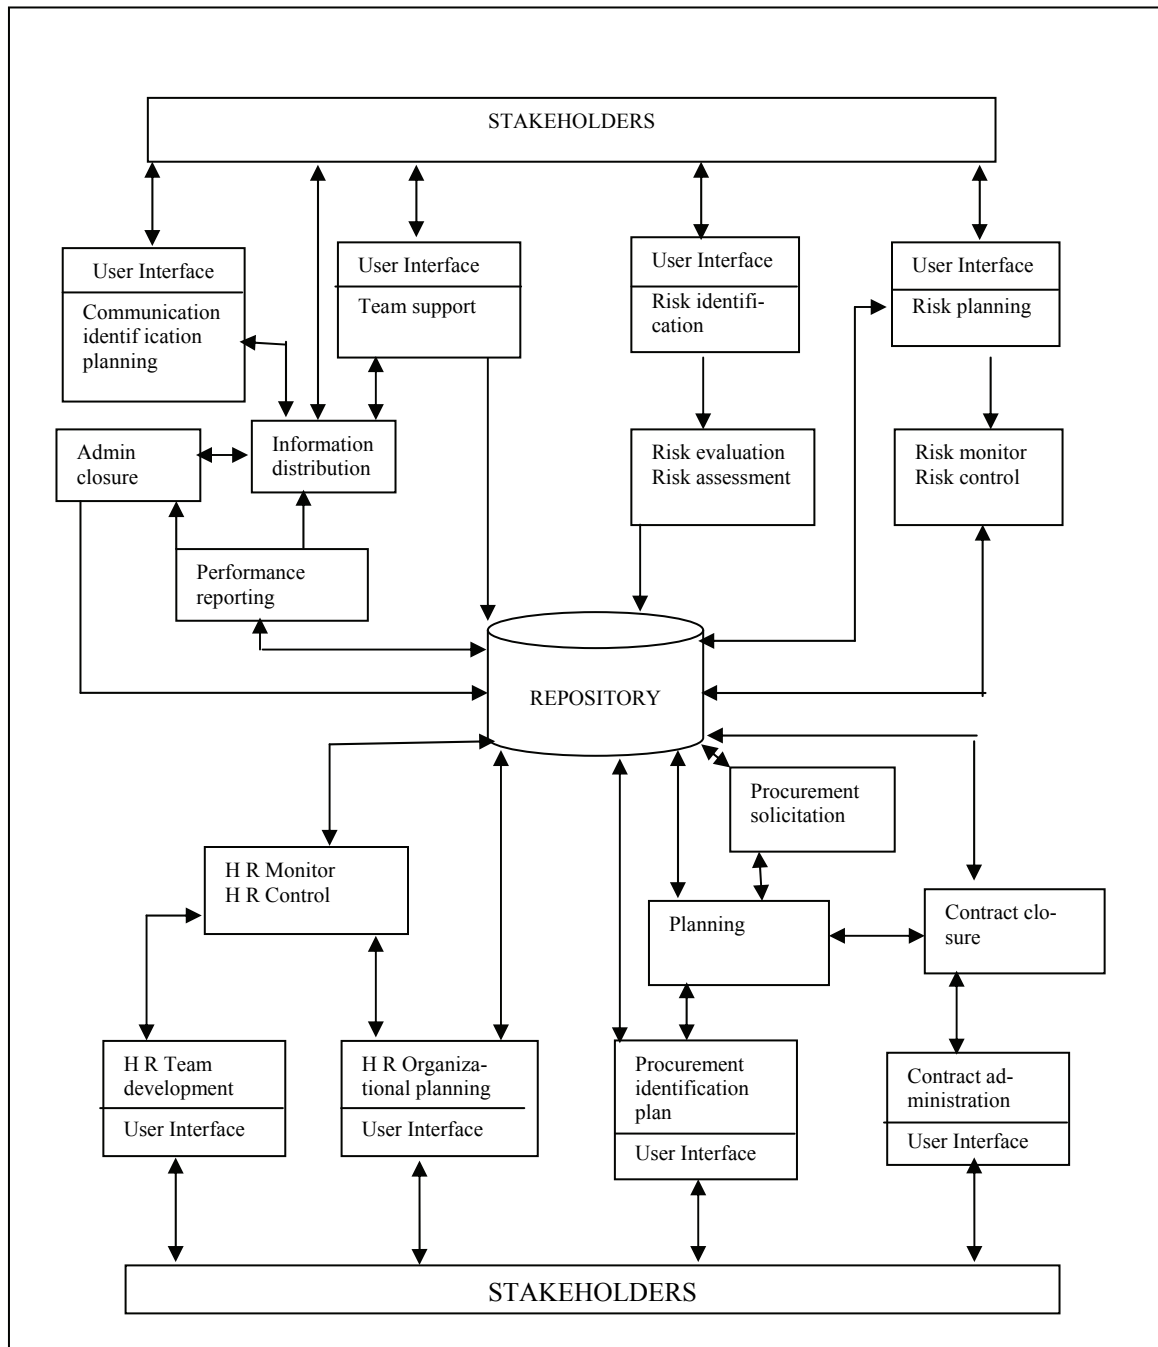 STAKEHOLDERS
User Interface
Communication
identif ication
planning
User Interface
Team support
User Interface
Risk identifi-
cation
User Interface
Risk planning
Admin
closure
Information
distribution
Risk evaluation
Risk assessment
Risk monitor
Risk control
Performance
reporting
REPOSITORY
Procurement
solicitation
H R Monitor
H R Control
Planning
Contract clo-
sure
H R Team
development
User Interface
H R Organiza-
tional planning
User Interface
Procurement
identification
plan
User Interface
Contract ad-
ministration
User Interface
STAKEHOLDERS